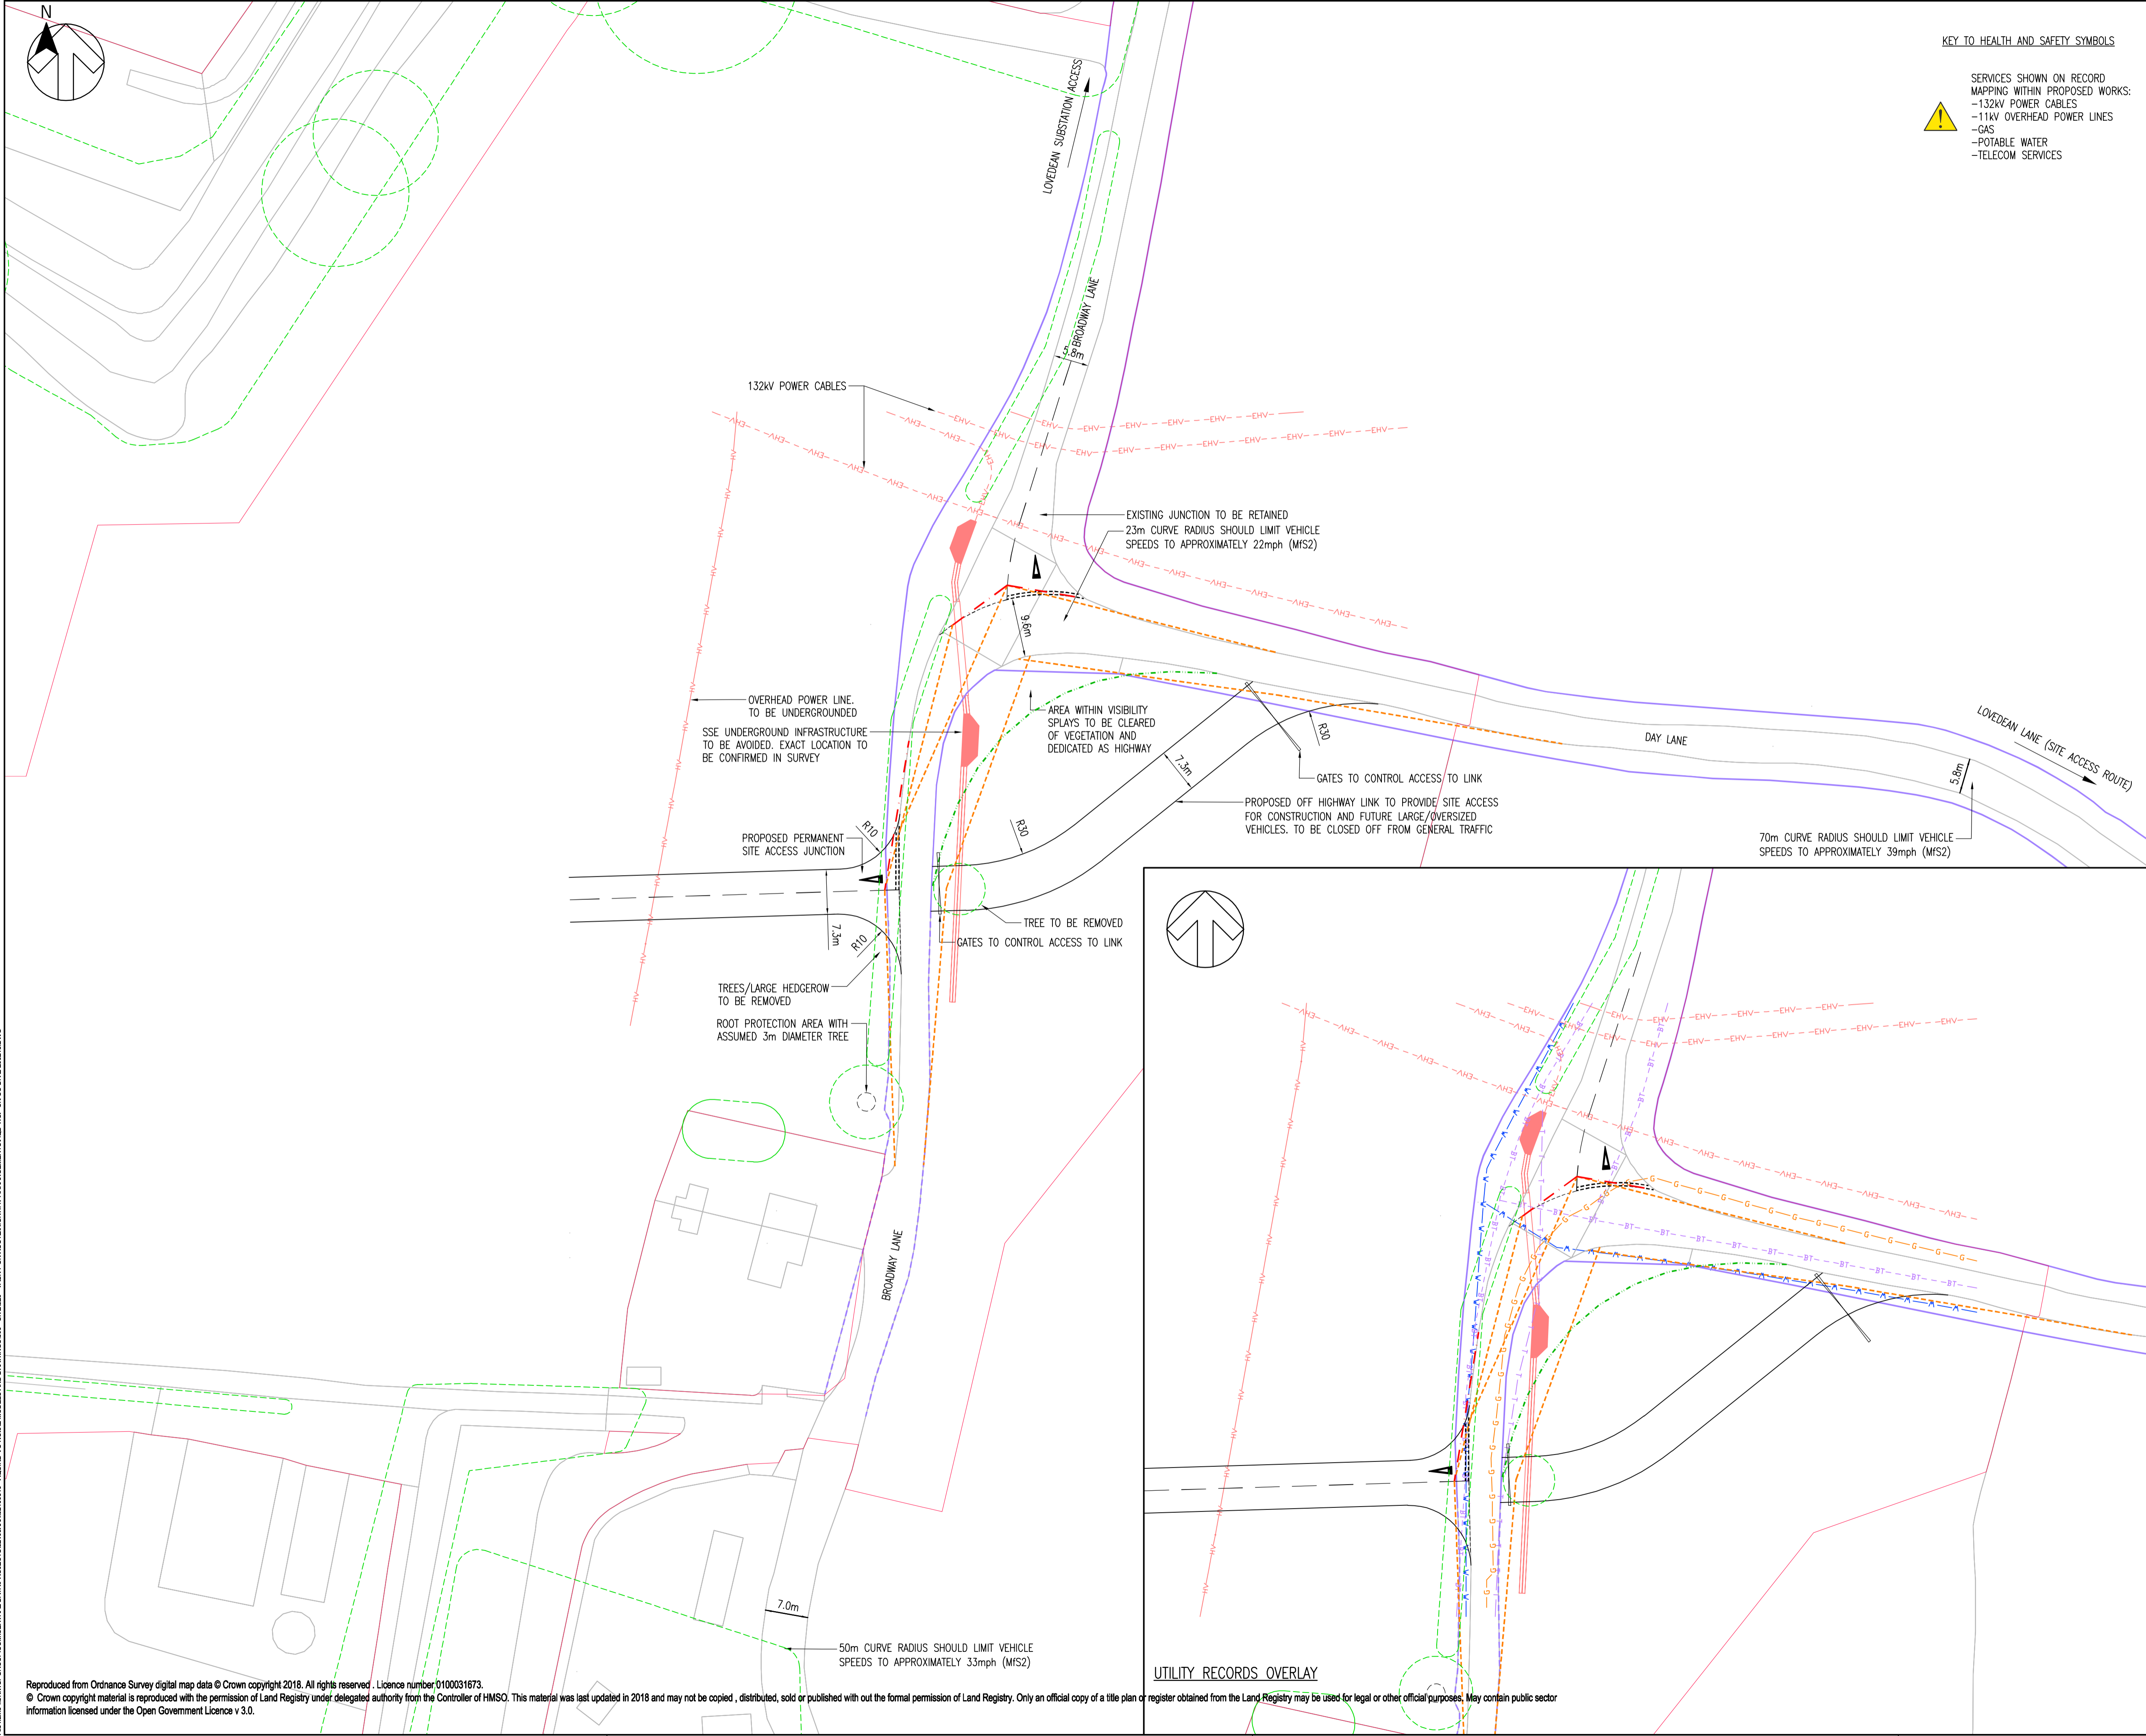 N
KEY TO HEALTH AND SAFETY SYMBOLS
SERVICES SHOWN ON RECORD
MAPPING WITHIN PROPOSED WORKS:
-132kV POWER CABLES
-11kV OVERHEAD POWER LINES
-GAS
-POTABLE WATER
-TELECOM SERVICES
LOVEDEAN SUBSTATION ACCESS
BROADWAY LANE
5.8m
132kV POWER CABLES
EXISTING JUNCTION TO BE RETAINED
23m CURVE RADIUS SHOULD LIMIT VEHICLE
SPEEDS TO APPROXIMATELY 22mph (MfS2)
9.6m
OVERHEAD POWER LINE.
TO BE UNDERGROUNDED
SSE UNDERGROUND INFRASTRUCTURE
TO BE AVOIDED. EXACT LOCATION TO
BE CONFIRMED IN SURVEY
AREA WITHIN VISIBILITY
SPLAYS TO BE CLEARED
OF VEGETATION AND
DEDICATED AS HIGHWAY
R30
DAY LANE
LOVEDEAN LANE (SITE ACCESS ROUTE)
7.3m
GATES TO CONTROL ACCESS TO LINK
5.8m
PROPOSED OFF HIGHWAY LINK TO PROVIDE SITE ACCESS
FOR CONSTRUCTION AND FUTURE LARGE/OVERSIZED
VEHICLES. TO BE CLOSED OFF FROM GENERAL TRAFFIC
70m CURVE RADIUS SHOULD LIMIT VEHICLE
SPEEDS TO APPROXIMATELY 39mph (MfS2)
R10
R30
PROPOSED PERMANENT
SITE ACCESS JUNCTION
7.3m
R10
TREE TO BE REMOVED
GATES TO CONTROL ACCESS TO LINK
TREES/LARGE HEDGEROW
TO BE REMOVED
ROOT PROTECTION AREA WITH
ASSUMED 3m DIAMETER TREE
BROADWAY LANE
7.0m
50m CURVE RADIUS SHOULD LIMIT VEHICLE
SPEEDS TO APPROXIMATELY 33mph (MfS2)
UTILITY RECORDS OVERLAY
Reproduced from Ordnance Survey digital map data © Crown copyright 2018. All rights reserved . Licence number 0100031673.
© Crown copyright material is reproduced with the permission of Land Registry under delegated authority from the Controller of HMSO. This material was last updated in 2018 and may not be copied , distributed, sold or published with out the formal permission of Land Registry. Only an official copy of a title plan or register obtained from the Land Registry may be used for legal or other official purposes. May contain public sector
information licensed under the Open Government Licence v 3.0.